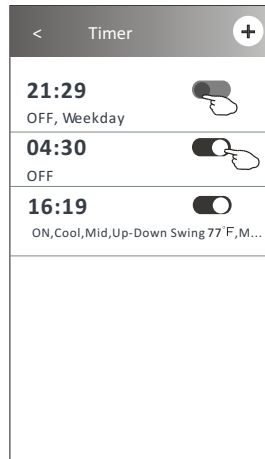 < Timer +
21:29
OFF, Weekday
04:30
OFF
16:19
ON,Cool,Mid,Up-Down Swing 77°F,M...